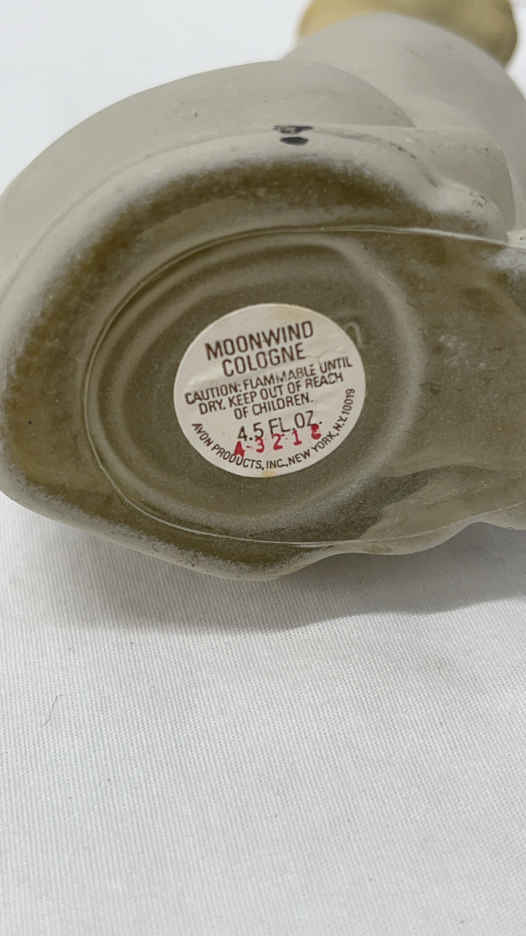 MOONWIND
COLOGNE
CAUTION: FLAMMABLE UNTIL
DRY. KEEP OUT OF REACH
OF CHILDREN.
4.5 FL. OZ.
AVON PRODUCTS, INC., NEW YORK, N.Y. 10019